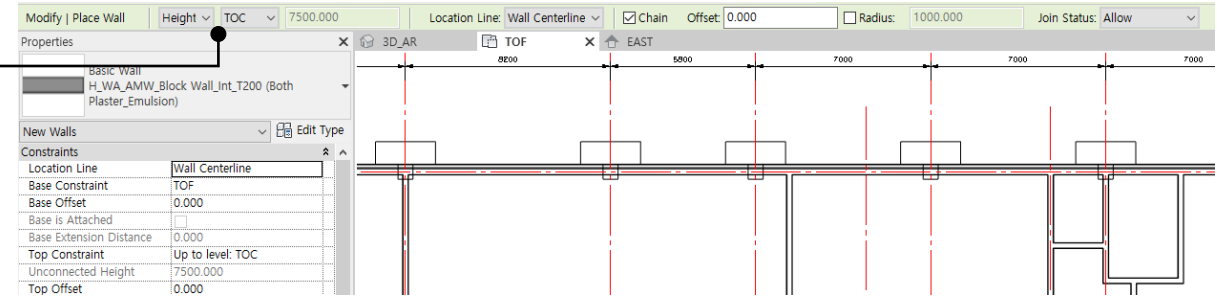 Modify | Place Wall Height TOC 7500.000 Location Line: Wall Centerline Chain Offset: 0.000 Radius: 1000.000 Join Status: Allow
Properties 3D_AR TOF EAST
8200 5800 7000 7000 7000
Basic Wall
H_WA_AMW_Block Wall_Int_T200 (Both
Plaster_Emulsion)
New Walls Edit Type
Constraints
Location Line Wall Centerline
Base Constraint TOF
Base Offset 0.000
Base is Attached
Base Extension Distance 0.000
Top Constraint Up to level: TOC
Unconnected Height 7500.000
Top Offset 0.000